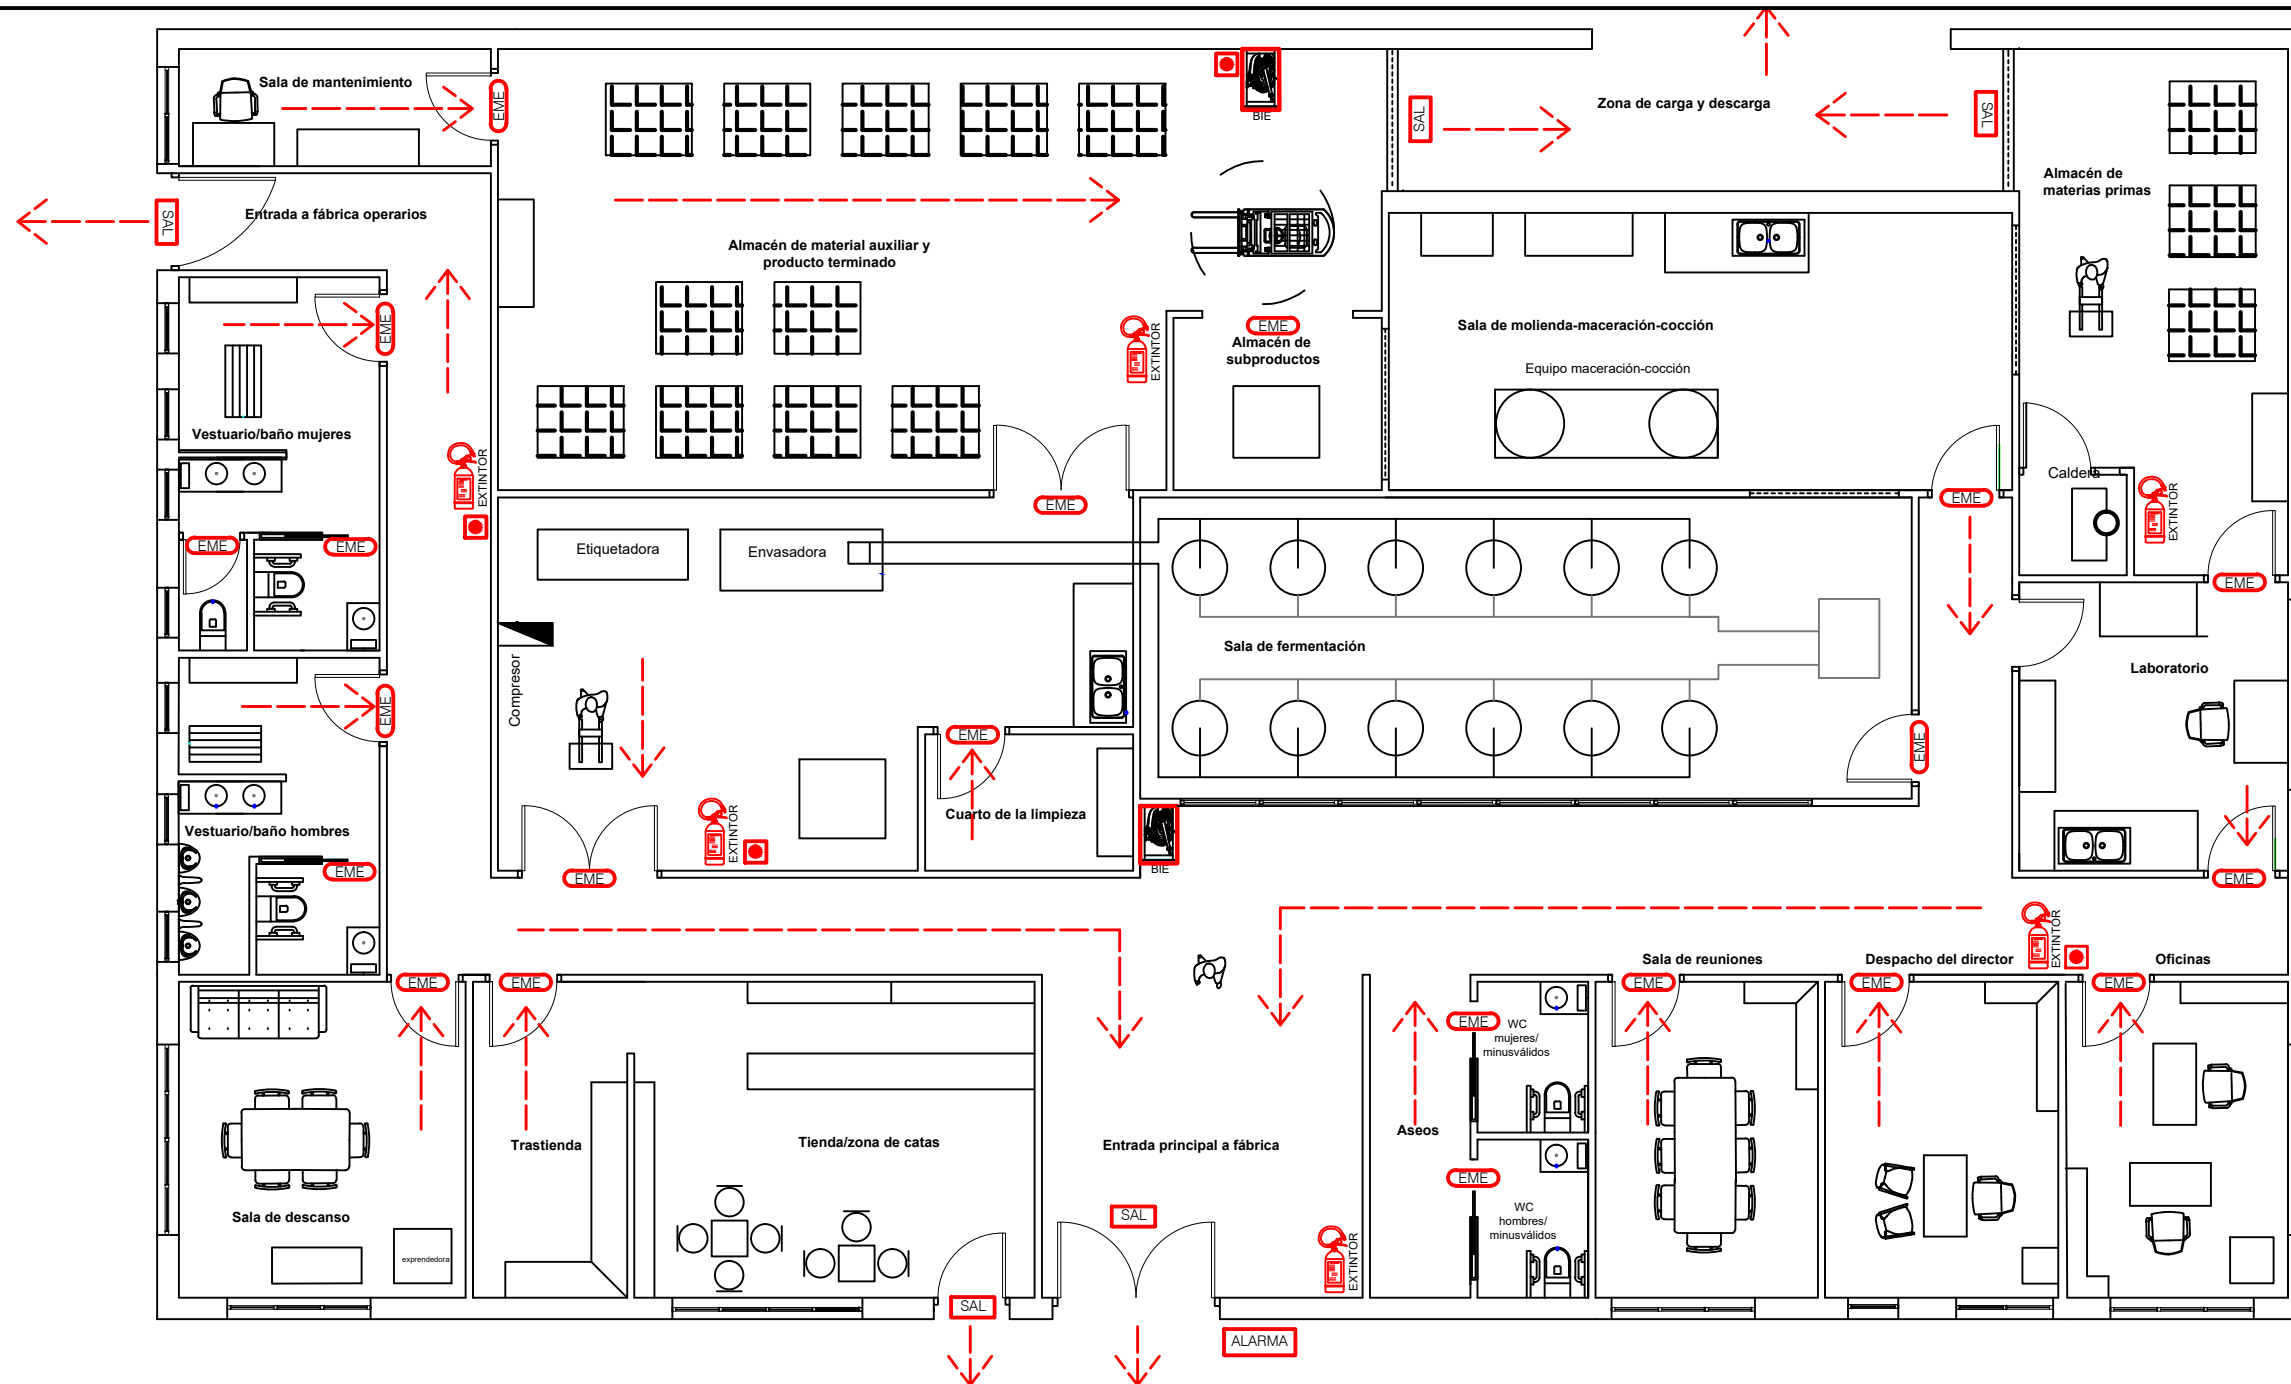 Sala de mantenimiento
EME
BIE
SAL
Zona de carga y descarga
SAL
Almacén de
materias primas
SAL
Entrada a fábrica operarios
Almacén de material auxiliar y
producto terminado
EME
EXTINTOR
EME
Almacén de
subproductos
Sala de molienda-maceración-cocción
Equipo maceración-cocción
Vestuario/baño mujeres
EXTINTOR
EME
EME
Caldera
EXTINTOR
EME
EME
Etiquetadora
Envasadora
EME
Compresor
Sala de fermentación
Laboratorio
EME
EME
EME
Vestuario/baño hombres
EXTINTOR
Cuarto de la limpieza
BIE
EME
EME
EME
EXTINTOR
Sala de reuniones
Despacho del director
Oficinas
EME
EME
EME
EME
EME
EME
WC
mujeres/
minusválidos
Trastienda
Tienda/zona de catas
Entrada principal a fábrica
Aseos
EME
WC
hombres/
minusválidos
Sala de descanso
SAL
exprendedora
EXTINTOR
SAL
ALARMA